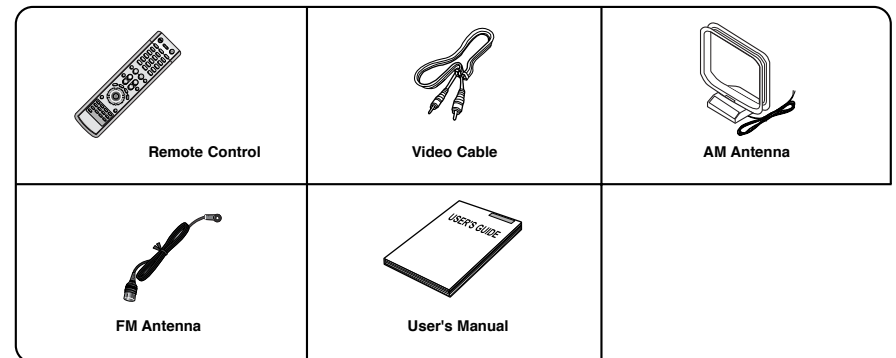 Remote Control
Video Cable
AM Antenna
USER'S GUIDE
FM Antenna
User's Manual